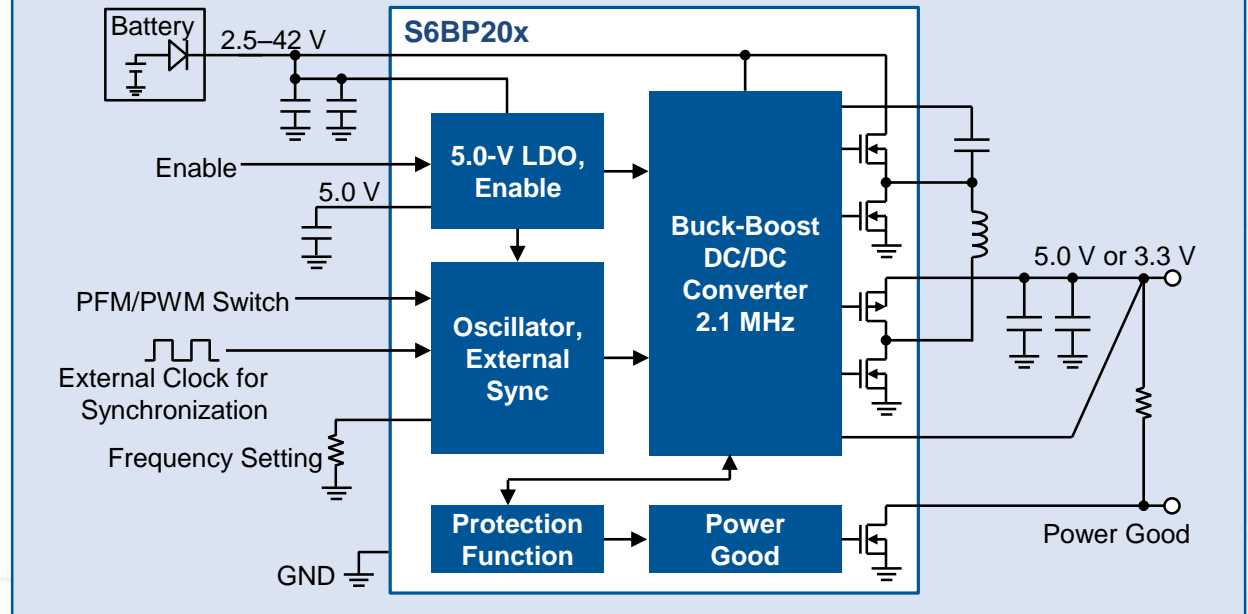 Battery
2.5–42 V
S6BP20x
Enable
5.0-V LDO,
Enable
5.0 V
Buck-Boost
DC/DC
Converter
2.1 MHz
5.0 V or 3.3 V
PFM/PWM Switch
Oscillator,
External
Sync
External Clock for
Synchronization
Frequency Setting
Protection
Function
Power
Good
Power Good
GND